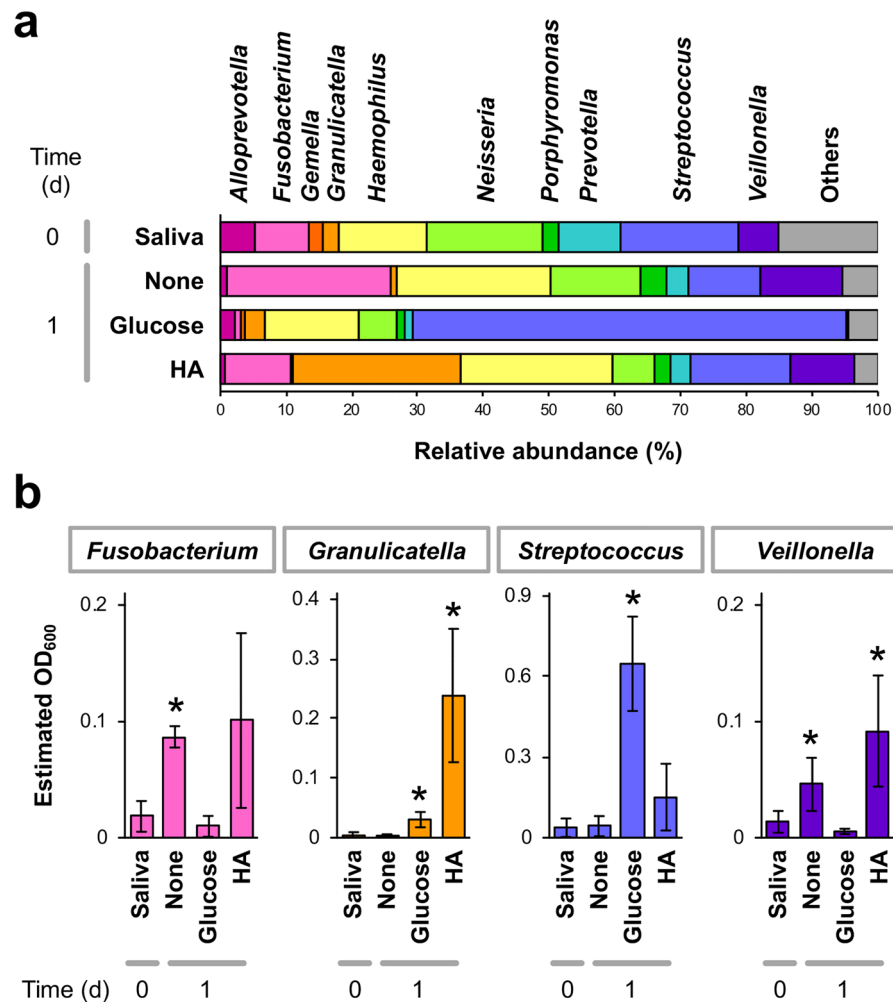 a
Alloprevotella
Fusobacterium
Gemella
Granulicatella
Haemophilus
Neisseria
Porphyromonas
Prevotella
Streptococcus
Veillonella
Others
Time
(d)
0 Saliva
None
1 Glucose
HA
0 10 20 30 40 50 60 70 80 90 100
Relative abundance (%)
b
Fusobacterium Granulicatella Streptococcus Veillonella
Estimated OD600
0.2
0.1
0
*
0.4
0.3
0.2
0.1
0
* *
0.9
0.6
0.3
0
*
0.2
0.1
0
* *
Saliva None Glucose HA Saliva None Glucose HA Saliva None Glucose HA Saliva None Glucose HA
Time (d) 0 1 0 1 0 1 0 1